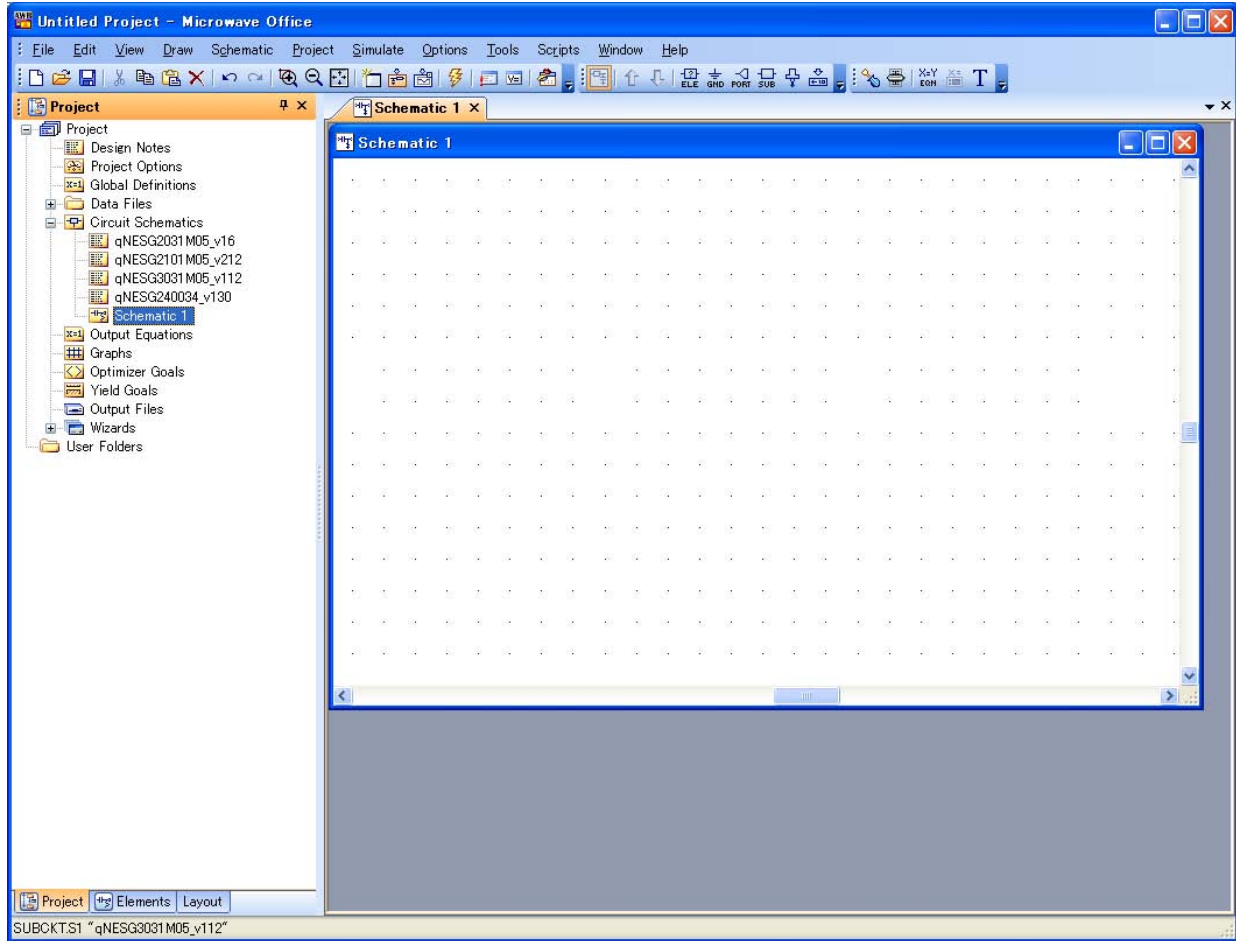 Untitled Project - Microwave Office
File Edit View Draw Schematic Project Simulate Options Tools Scripts Window Help
ELE GND PORT SUB X=Y EQN T
Project
Schematic 1
Project
Design Notes
Project Options
Global Definitions
Data Files
Circuit Schematics
qNESG2031M05_v16
qNESG2101M05_v212
qNESG3031M05_v112
qNESG240034_v130
Schematic 1
Output Equations
Graphs
Optimizer Goals
Yield Goals
Output Files
Wizards
User Folders
Schematic 1
Project Elements Layout
SUBCKT.S1 "qNESG3031M05_v112"